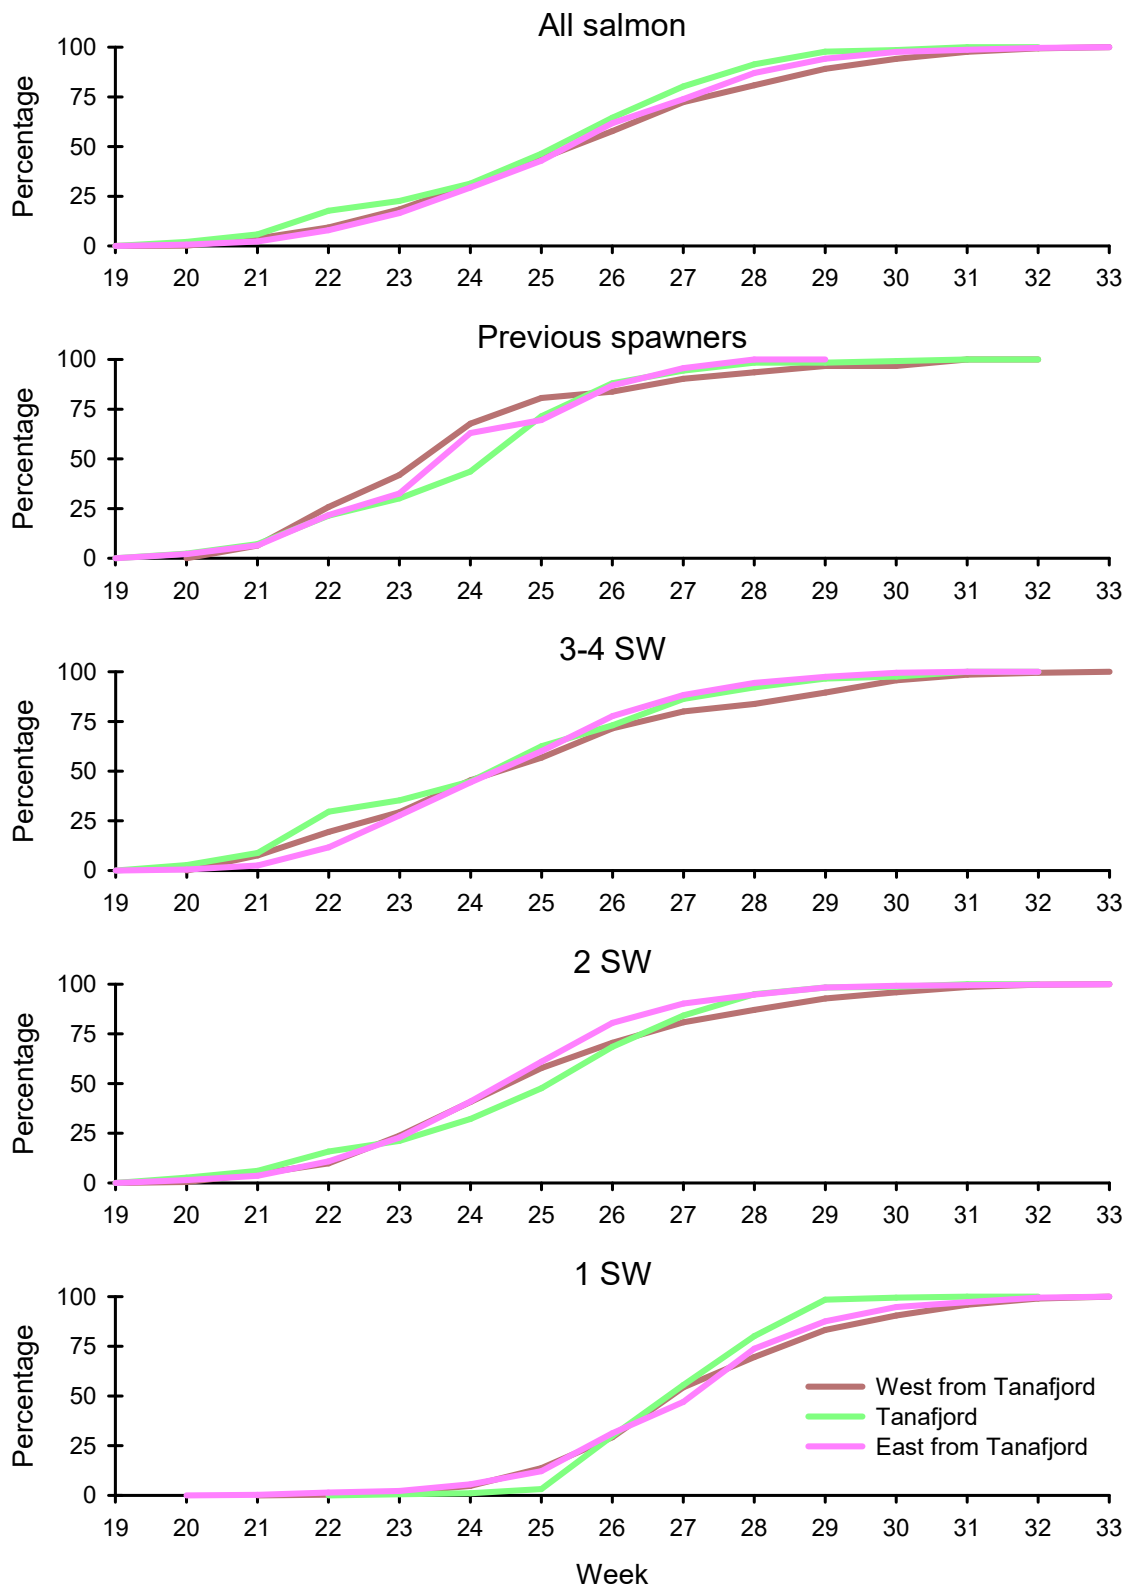 All salmon
Percentage
100
75
50
25
0
19 20 21 22 23 24 25 26 27 28 29 30 31 32 33
Previous spawners
Percentage
100
75
50
25
0
19 20 21 22 23 24 25 26 27 28 29 30 31 32 33
3-4 SW
Percentage
100
75
50
25
0
19 20 21 22 23 24 25 26 27 28 29 30 31 32 33
2 SW
Percentage
100
75
50
25
0
19 20 21 22 23 24 25 26 27 28 29 30 31 32 33
1 SW
Percentage
100
75
50
25
0
West from Tanafjord
Tanafjord
East from Tanafjord
19 20 21 22 23 24 25 26 27 28 29 30 31 32 33
Week